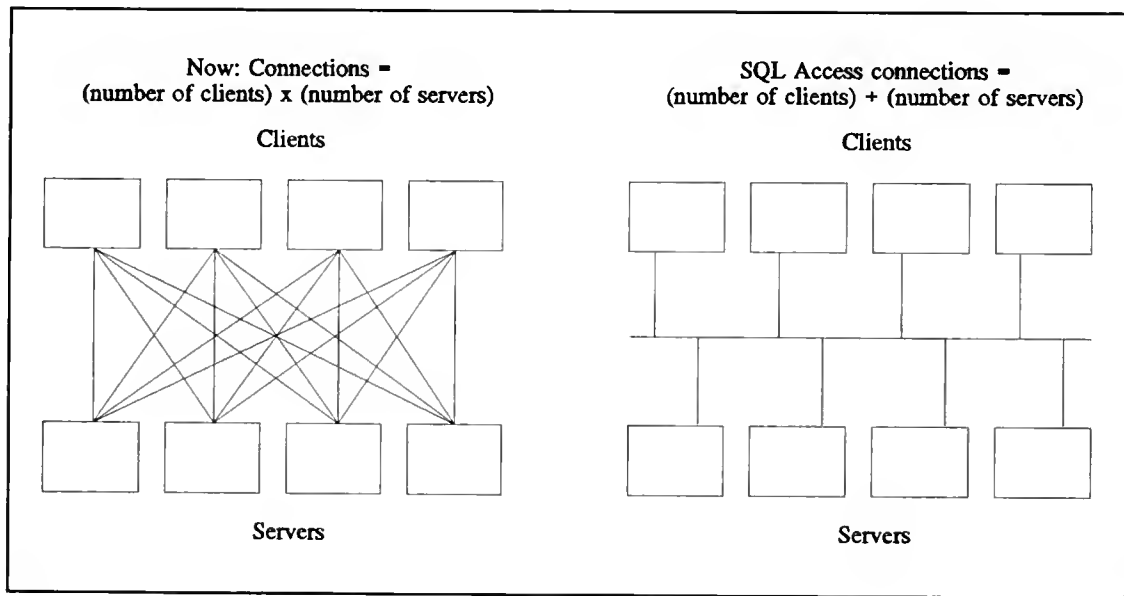 Now: Connections =
(number of clients) x (number of servers)
Clients
Servers
SQL Access connections =
(number of clients) + (number of servers)
Clients
Servers